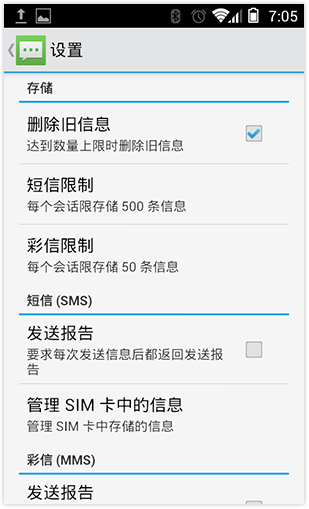 7:05
设置
存储
删除旧信息
达到数量上限时删除旧信息
短信限制
每个会话限存储 500 条信息
彩信限制
每个会话限存储 50 条信息
短信 (SMS)
发送报告
要求每次发送信息后都返回发送报
告
管理 SIM 卡中的信息
管理 SIM 卡中存储的信息
彩信 (MMS)
发送报告